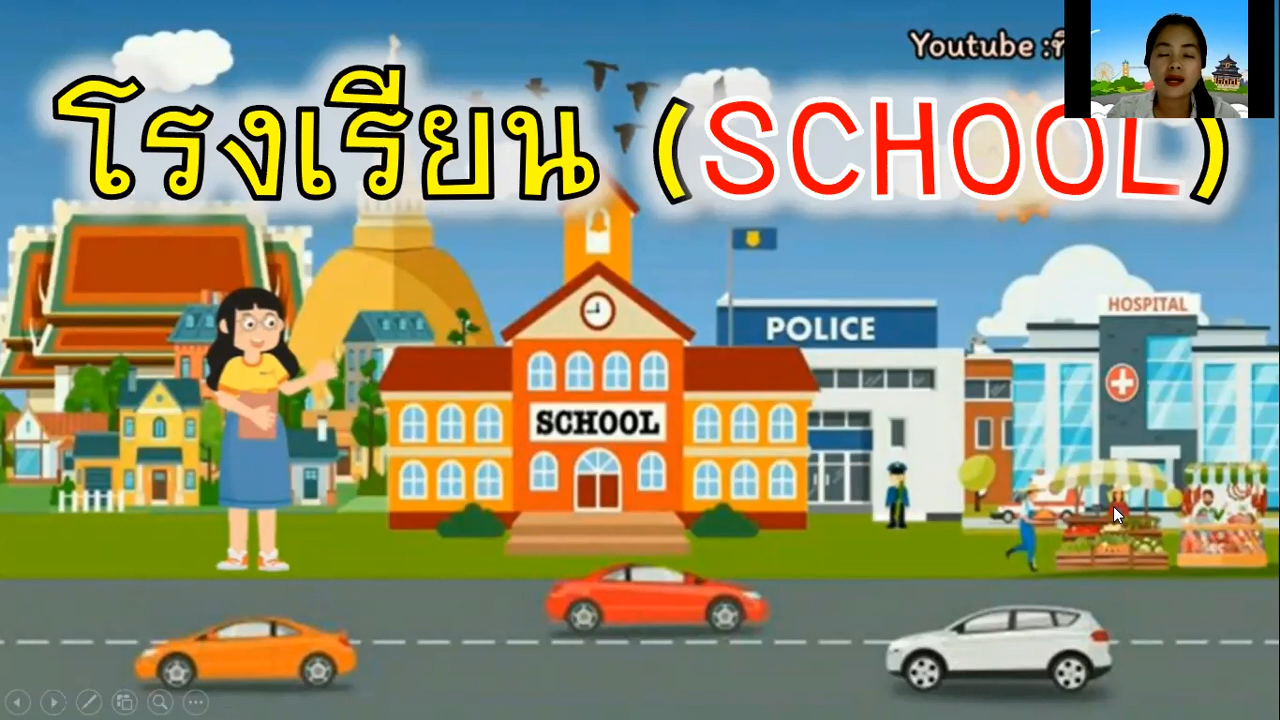 Youtube :
โรงเรียน (SCHOOL)
POLICE
HOSPITAL
SCHOOL